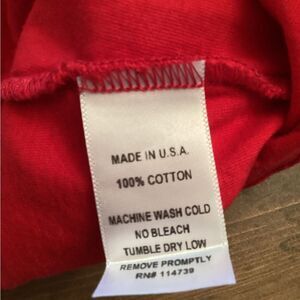 MADE IN U.S.A.
100% COTTON
MACHINE WASH COLD
NO BLEACH
TUMBLE DRY LOW
REMOVE PROMPTLY
RN# 114739